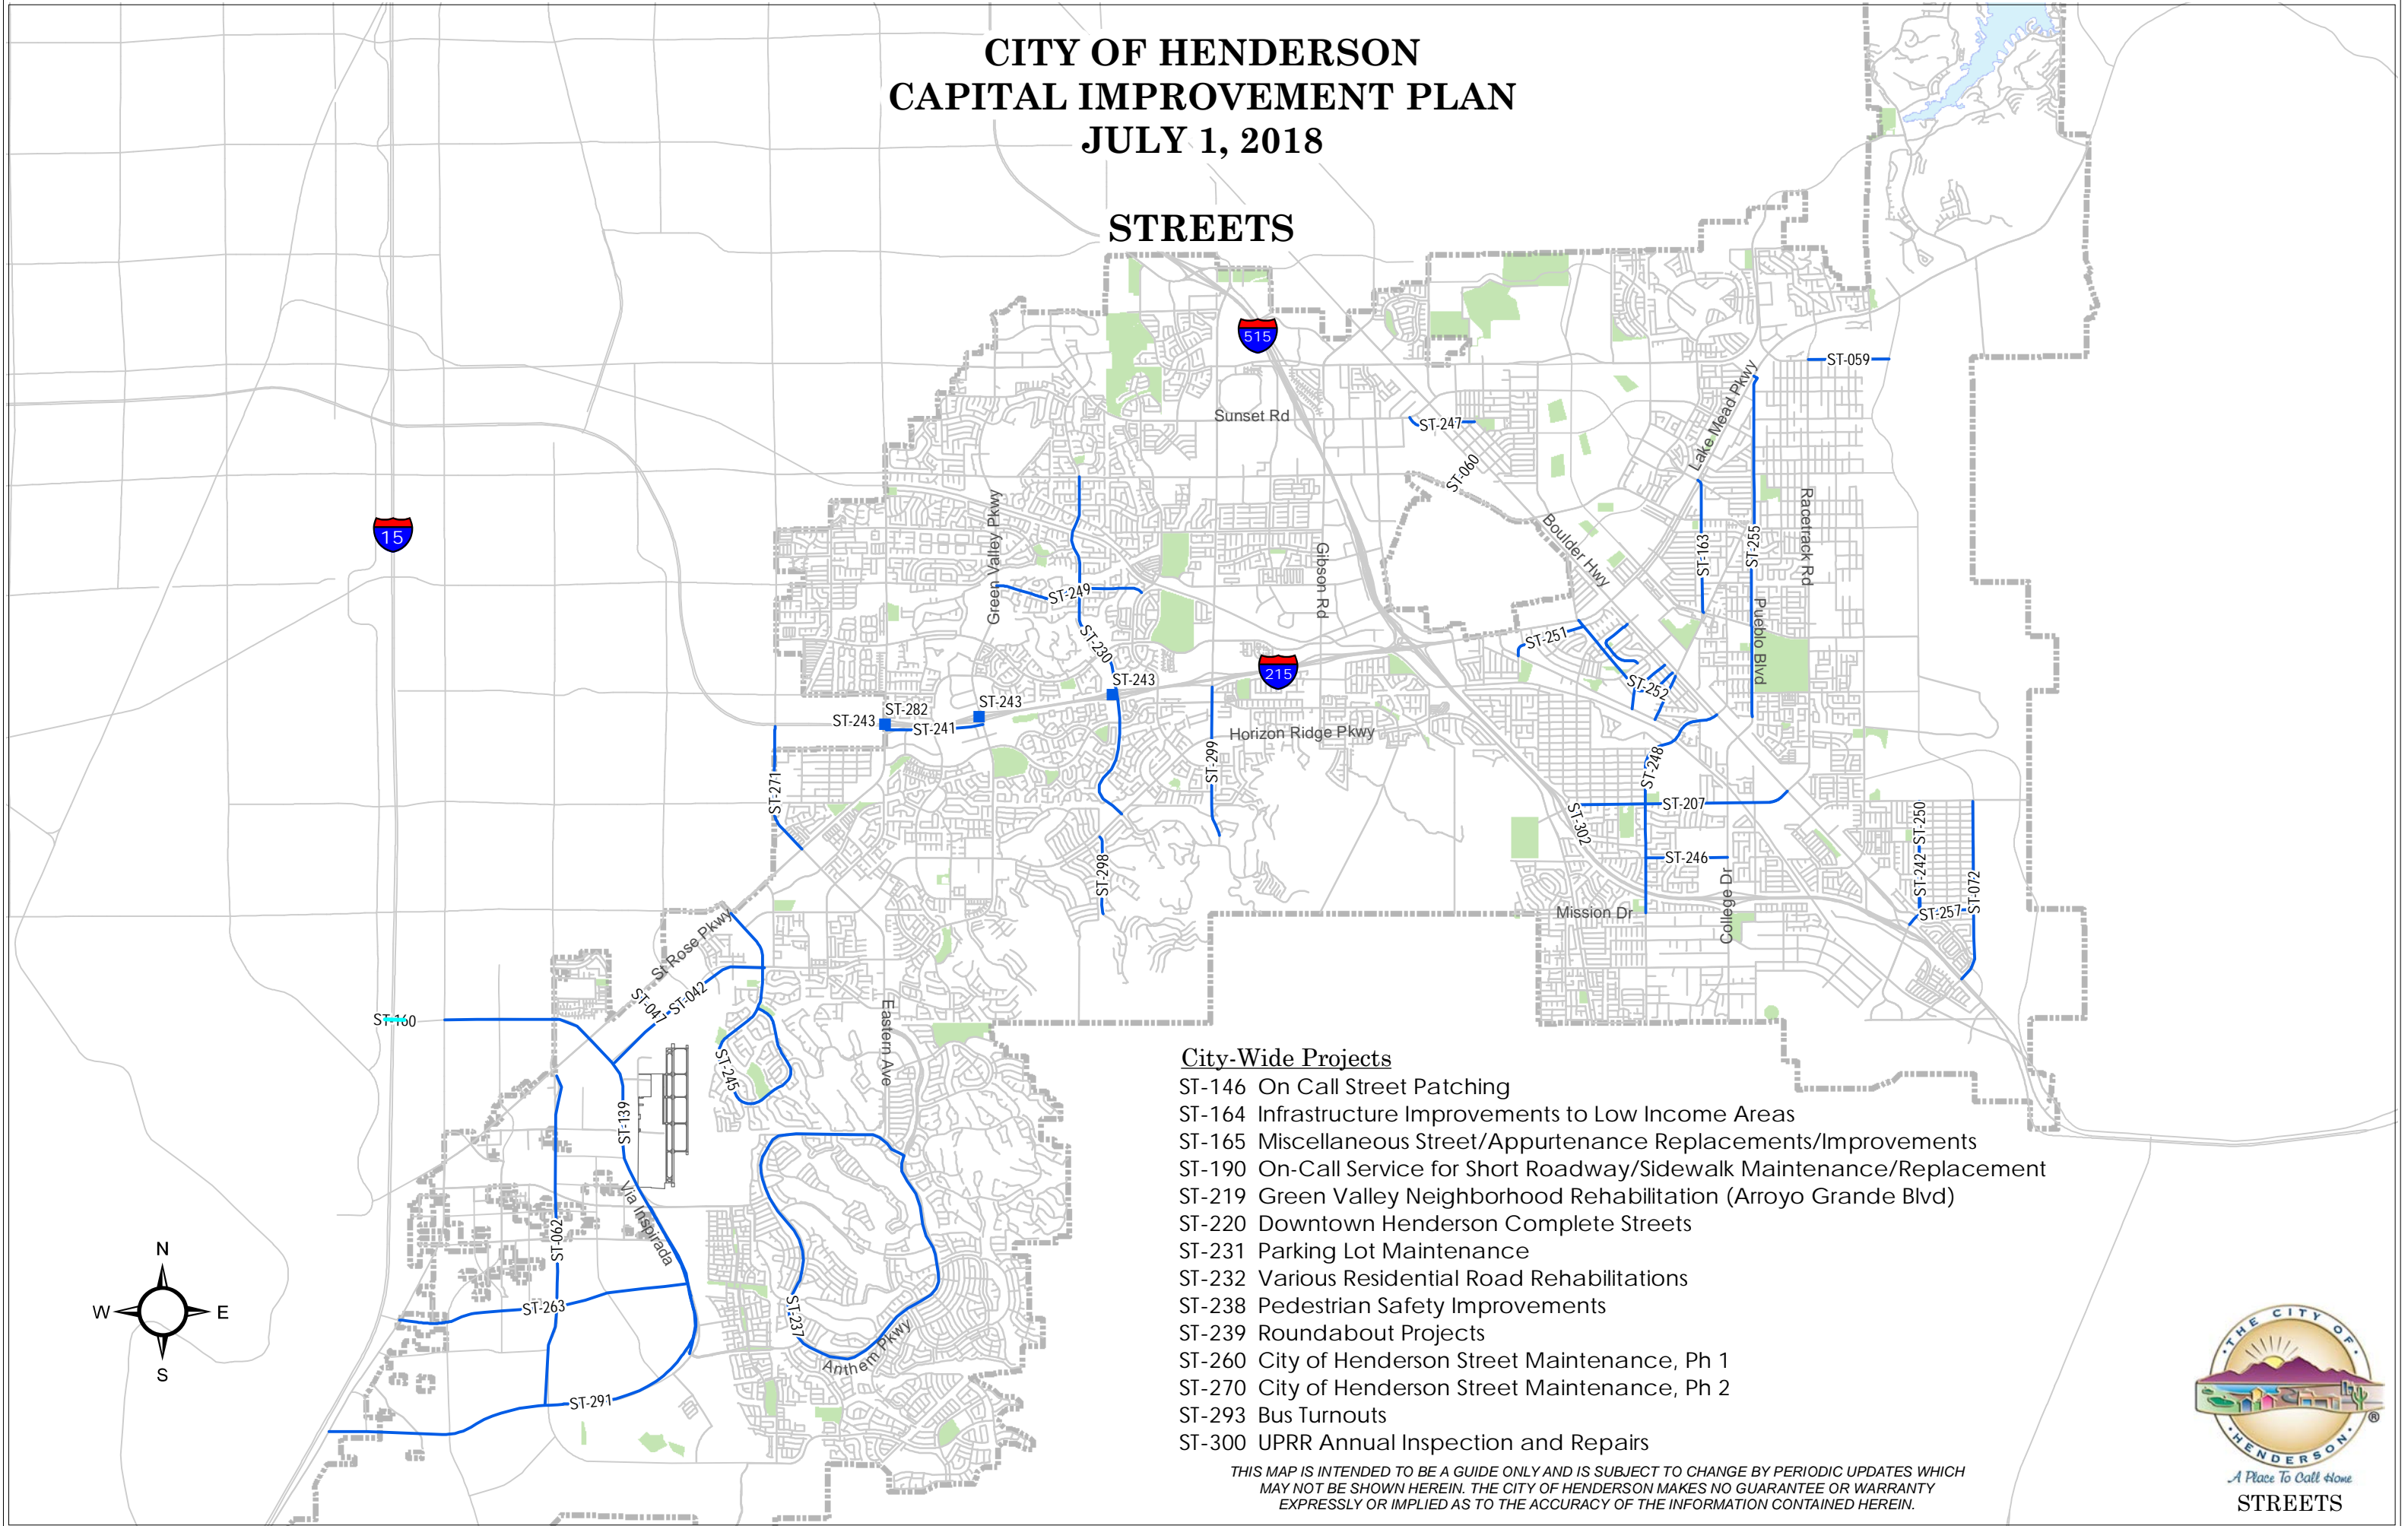 CITY OF HENDERSON
CAPITAL IMPROVEMENT PLAN
JULY 1, 2018
STREETS
515
Lake Mead Pkwy
ST-059
Sunset Rd
ST-247
ST-060
15
Green Valley Pkwy
Gibson Rd
Boulder Hwy
ST-163
ST-255
Racetrack Rd
ST-249
ST-230
Pueblo Blvd
ST-251
ST-252
215
ST-243
ST-243
ST-282
ST-243
ST-241
Horizon Ridge Pkwy
ST-271
ST-299
ST-248
ST-207
ST-302
ST-250
ST-298
ST-246
ST-242
ST-072
College Dr
Mission Dr
ST-257
St Rose Pkwy
ST-042
ST-047
ST-160
Eastern Ave
ST-245
ST-139
Via Inspirada
ST-062
ST-263
ST-237
Anthem Pkwy
ST-291
N
W E
S
City-Wide Projects
ST-146 On Call Street Patching
ST-164 Infrastructure Improvements to Low Income Areas
ST-165 Miscellaneous Street/Appurtenance Replacements/Improvements
ST-190 On-Call Service for Short Roadway/Sidewalk Maintenance/Replacement
ST-219 Green Valley Neighborhood Rehabilitation (Arroyo Grande Blvd)
ST-220 Downtown Henderson Complete Streets
ST-231 Parking Lot Maintenance
ST-232 Various Residential Road Rehabilitations
ST-238 Pedestrian Safety Improvements
ST-239 Roundabout Projects
ST-260 City of Henderson Street Maintenance, Ph 1
ST-270 City of Henderson Street Maintenance, Ph 2
ST-293 Bus Turnouts
ST-300 UPRR Annual Inspection and Repairs
THIS MAP IS INTENDED TO BE A GUIDE ONLY AND IS SUBJECT TO CHANGE BY PERIODIC UPDATES WHICH
MAY NOT BE SHOWN HEREIN. THE CITY OF HENDERSON MAKES NO GUARANTEE OR WARRANTY
EXPRESSLY OR IMPLIED AS TO THE ACCURACY OF THE INFORMATION CONTAINED HEREIN.
THE CITY OF
HENDERSON
®
A Place To Call Home
STREETS